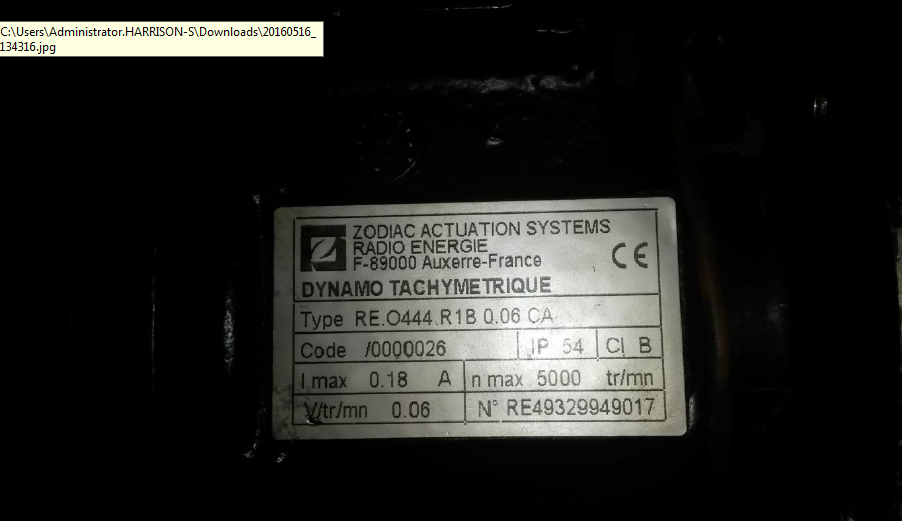 C:\Users\Administrator.HARRISON-S\Downloads\20160516_
134316.jpg
ZODIAC ACTUATION SYSTEMS
RADIO ENERGIE
F-89000 Auxerre-France
CE
DYNAMO TACHYMETRIQUE
Type RE.O444.R1B 0.06 CA
Code /0000026 IP 54 Cl B
I max 0.18 A n max 5000 tr/mn
V/tr/mn 0.06 N° RE49329949017